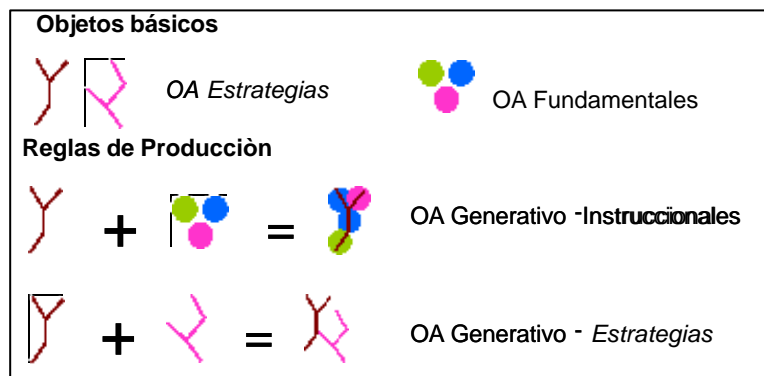 Objetos básicos
OA Estrategias
OA Fundamentales
Reglas de Producciòn
+ = OA Generativo -Instruccionales
+ = OA Generativo - Estrategias